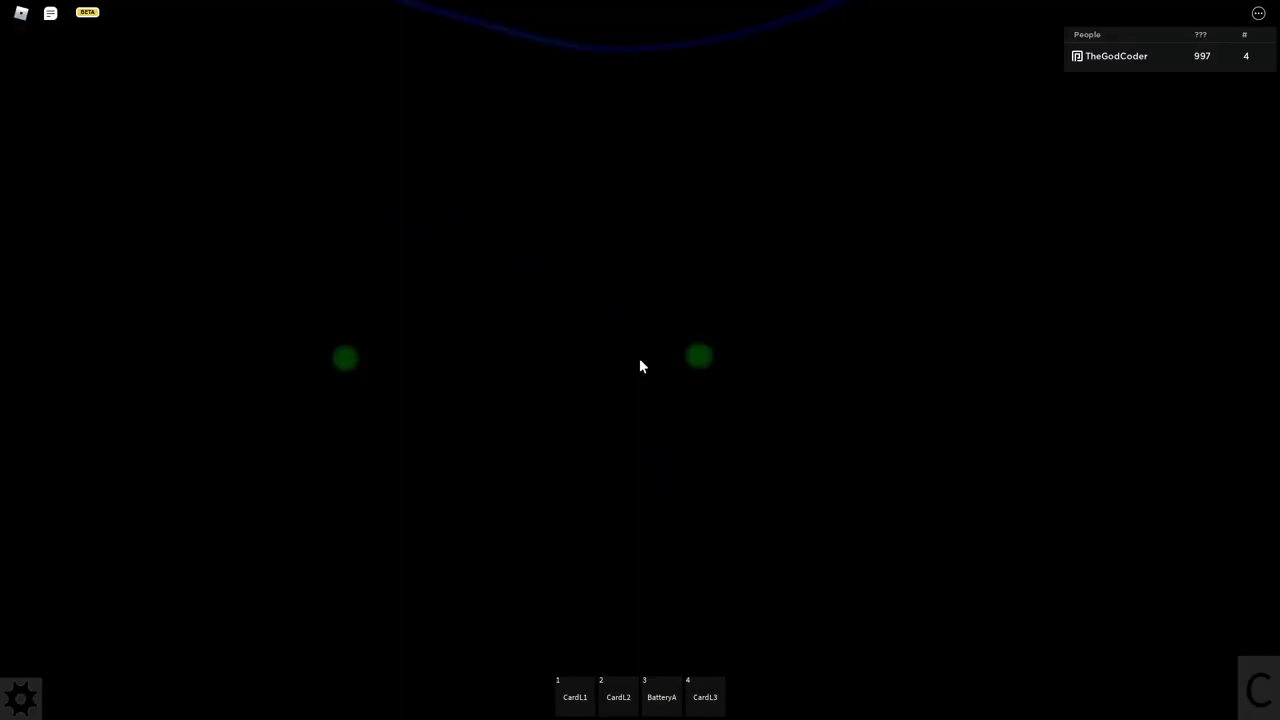 BETA
People ??? #
TheGodCoder 997 4
1 2 3 4
CardL1 CardL2 BatteryA CardL3
C